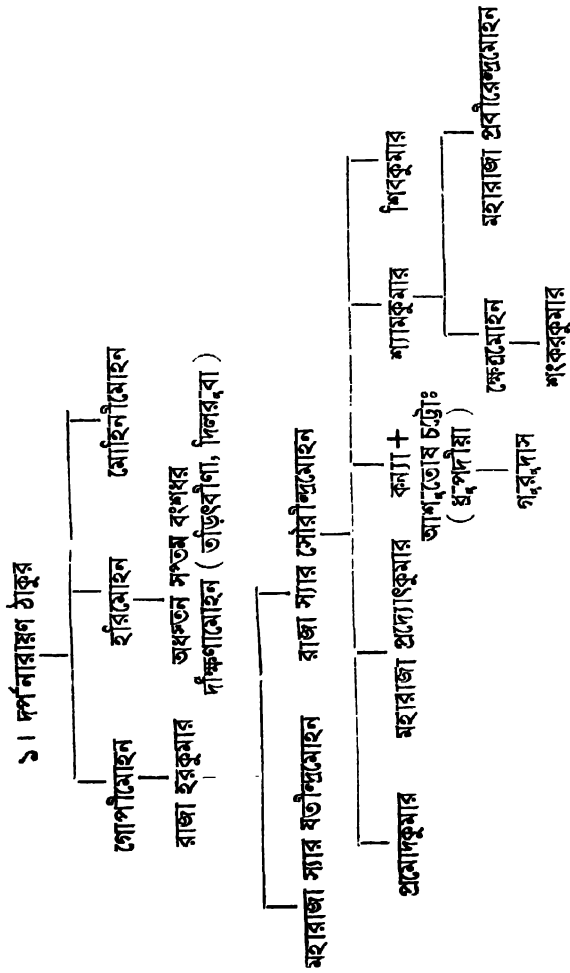 ১। দর্পনারায়ণ ঠাকুর
গোপীমোহন হরিমোহন মোহিনীমোহন
রাজা হরকুমার অধস্তন সপ্তম বংশধর
দক্ষিণামোহন ( তড়িৎবীণা, দিলরুবা )
মহারাজা স্যার যতীন্দ্রমোহন রাজা স্যার সৌরীন্দ্রমোহন
প্রমোদকুমার মহারাজা প্রদ্যোৎকুমার কন্যা + শ্যামকুমার শিবকুমার
আশুতোষ চট্টোঃ
( ধ্রুপদীয়া )
ক্ষেত্রমোহন মহারাজা প্রবীরেন্দ্রমোহন
গুরুদাস শংকরকুমার